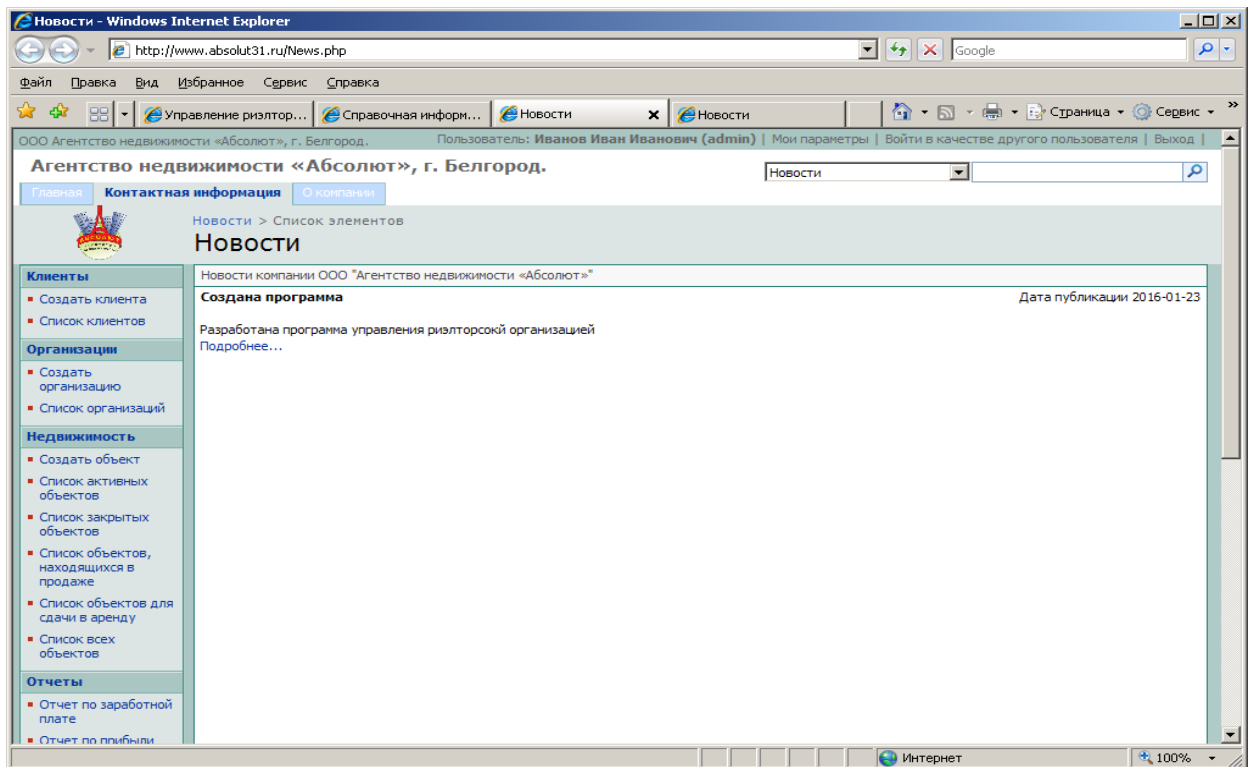 Новости - Windows Internet Explorer
http://www.absolut31.ru/News.php
Google
Файл Правка Вид Избранное Сервис Справка
Управление риэлтор... Справочная информ... Новости Новости Страница Сервис
ООО Агентство недвижимости «Абсолют», г. Белгород. Пользователь: Иванов Иван Иванович (admin) | Мои параметры | Войти в качестве другого пользователя | Выход |
Агентство недвижимости «Абсолют», г. Белгород.
Новости
Главная Контактная информация О компании
Новости > Список элементов
Новости
Клиенты
Создать клиента
Список клиентов
Организации
Создать
организацию
Список организаций
Недвижимость
Создать объект
Список активных
объектов
Список закрытых
объектов
Список объектов,
находящихся в
продаже
Список объектов для
сдачи в аренду
Список всех
объектов
Отчеты
Отчет по заработной
плате
Отчет по прибыли
Новости компании ООО "Агентство недвижимости «Абсолют»"
Создана программа Дата публикации 2016-01-23
Разработана программа управления риэлторскй организацией
Подробнее...
Интернет 100%